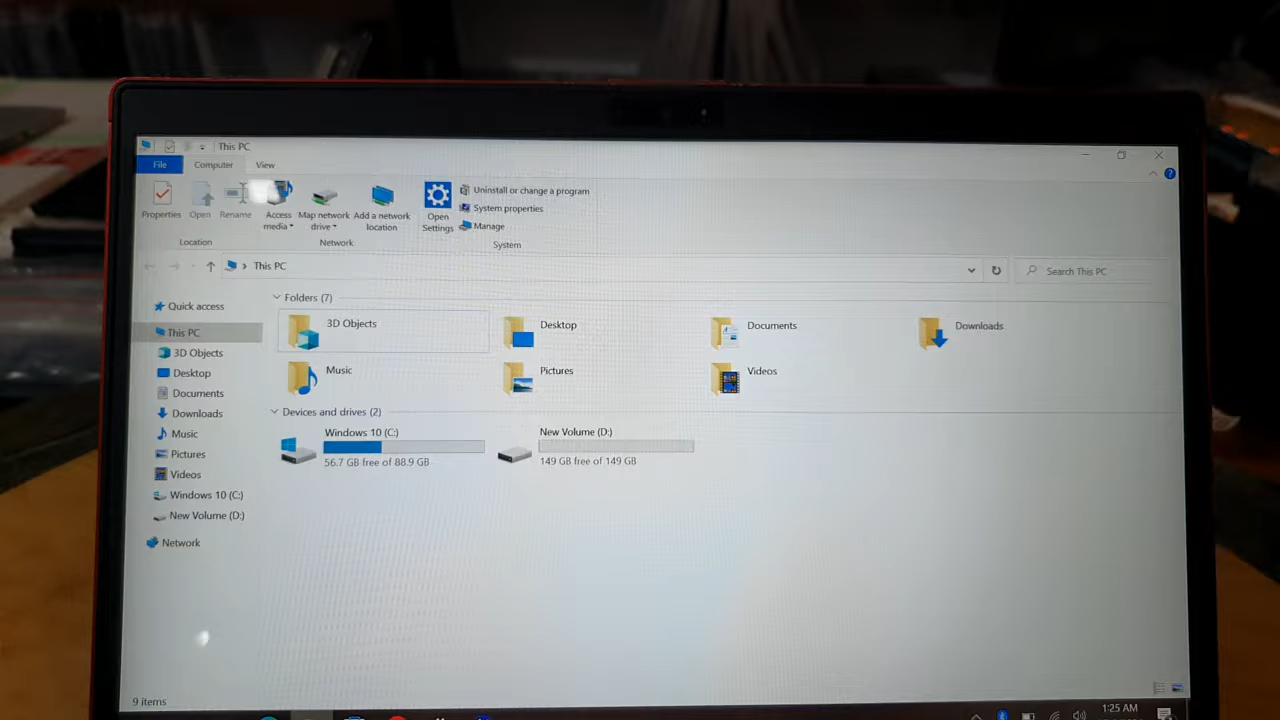 This PC
File Computer View
Properties Open Rename Access media Map network drive Add a network location Open Settings Uninstall or change a program
System properties
Manage
Location Network System
This PC Search This PC
Quick access
This PC
3D Objects
Desktop
Documents
Downloads
Music
Pictures
Videos
Windows 10 (C:)
New Volume (D:)
Network
Folders (7)
3D Objects Desktop Documents Downloads
Music Pictures Videos
Devices and drives (2)
Windows 10 (C:) New Volume (D:)
56.7 GB free of 88.9 GB 149 GB free of 149 GB
9 items
1:25 AM